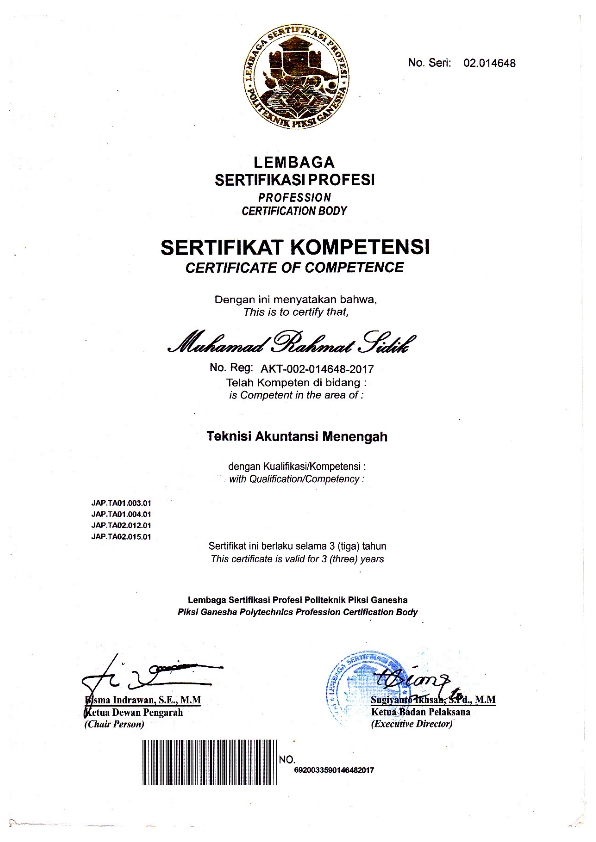 LEMBAGA SERTIFIKASI PROFESI
POLITEKNIK PIKSI GANESHA
No. Seri: 02.014648
LEMBAGA
SERTIFIKASI PROFESI
PROFESSION
CERTIFICATION BODY
SERTIFIKAT KOMPETENSI
CERTIFICATE OF COMPETENCE
Dengan ini menyatakan bahwa,
This is to certify that,
Muhamad Rahmat Sidik
No. Reg: AKT-002-014648-2017
Telah Kompeten di bidang :
is Competent in the area of :
Teknisi Akuntansi Menengah
dengan Kualifikasi/Kompetensi :
with Qualification/Competency :
JAP.TA01.003.01
JAP.TA01.004.01
JAP.TA02.012.01
JAP.TA02.015.01
Sertifikat ini berlaku selama 3 (tiga) tahun
This certificate is valid for 3 (three) years
Lembaga Sertifikasi Profesi Politeknik Piksi Ganesha
Piksi Ganesha Polytechnics Profession Certification Body
Indrawan, S.E., M.M
Ketua Dewan Pengarah
(Chair Person)
LEMBAGA SERTIFIKASI
Sugiyanto Ikhsan, S.Pd., M.M
Ketua Badan Pelaksana
(Executive Director)
NO.
6920033590146482017